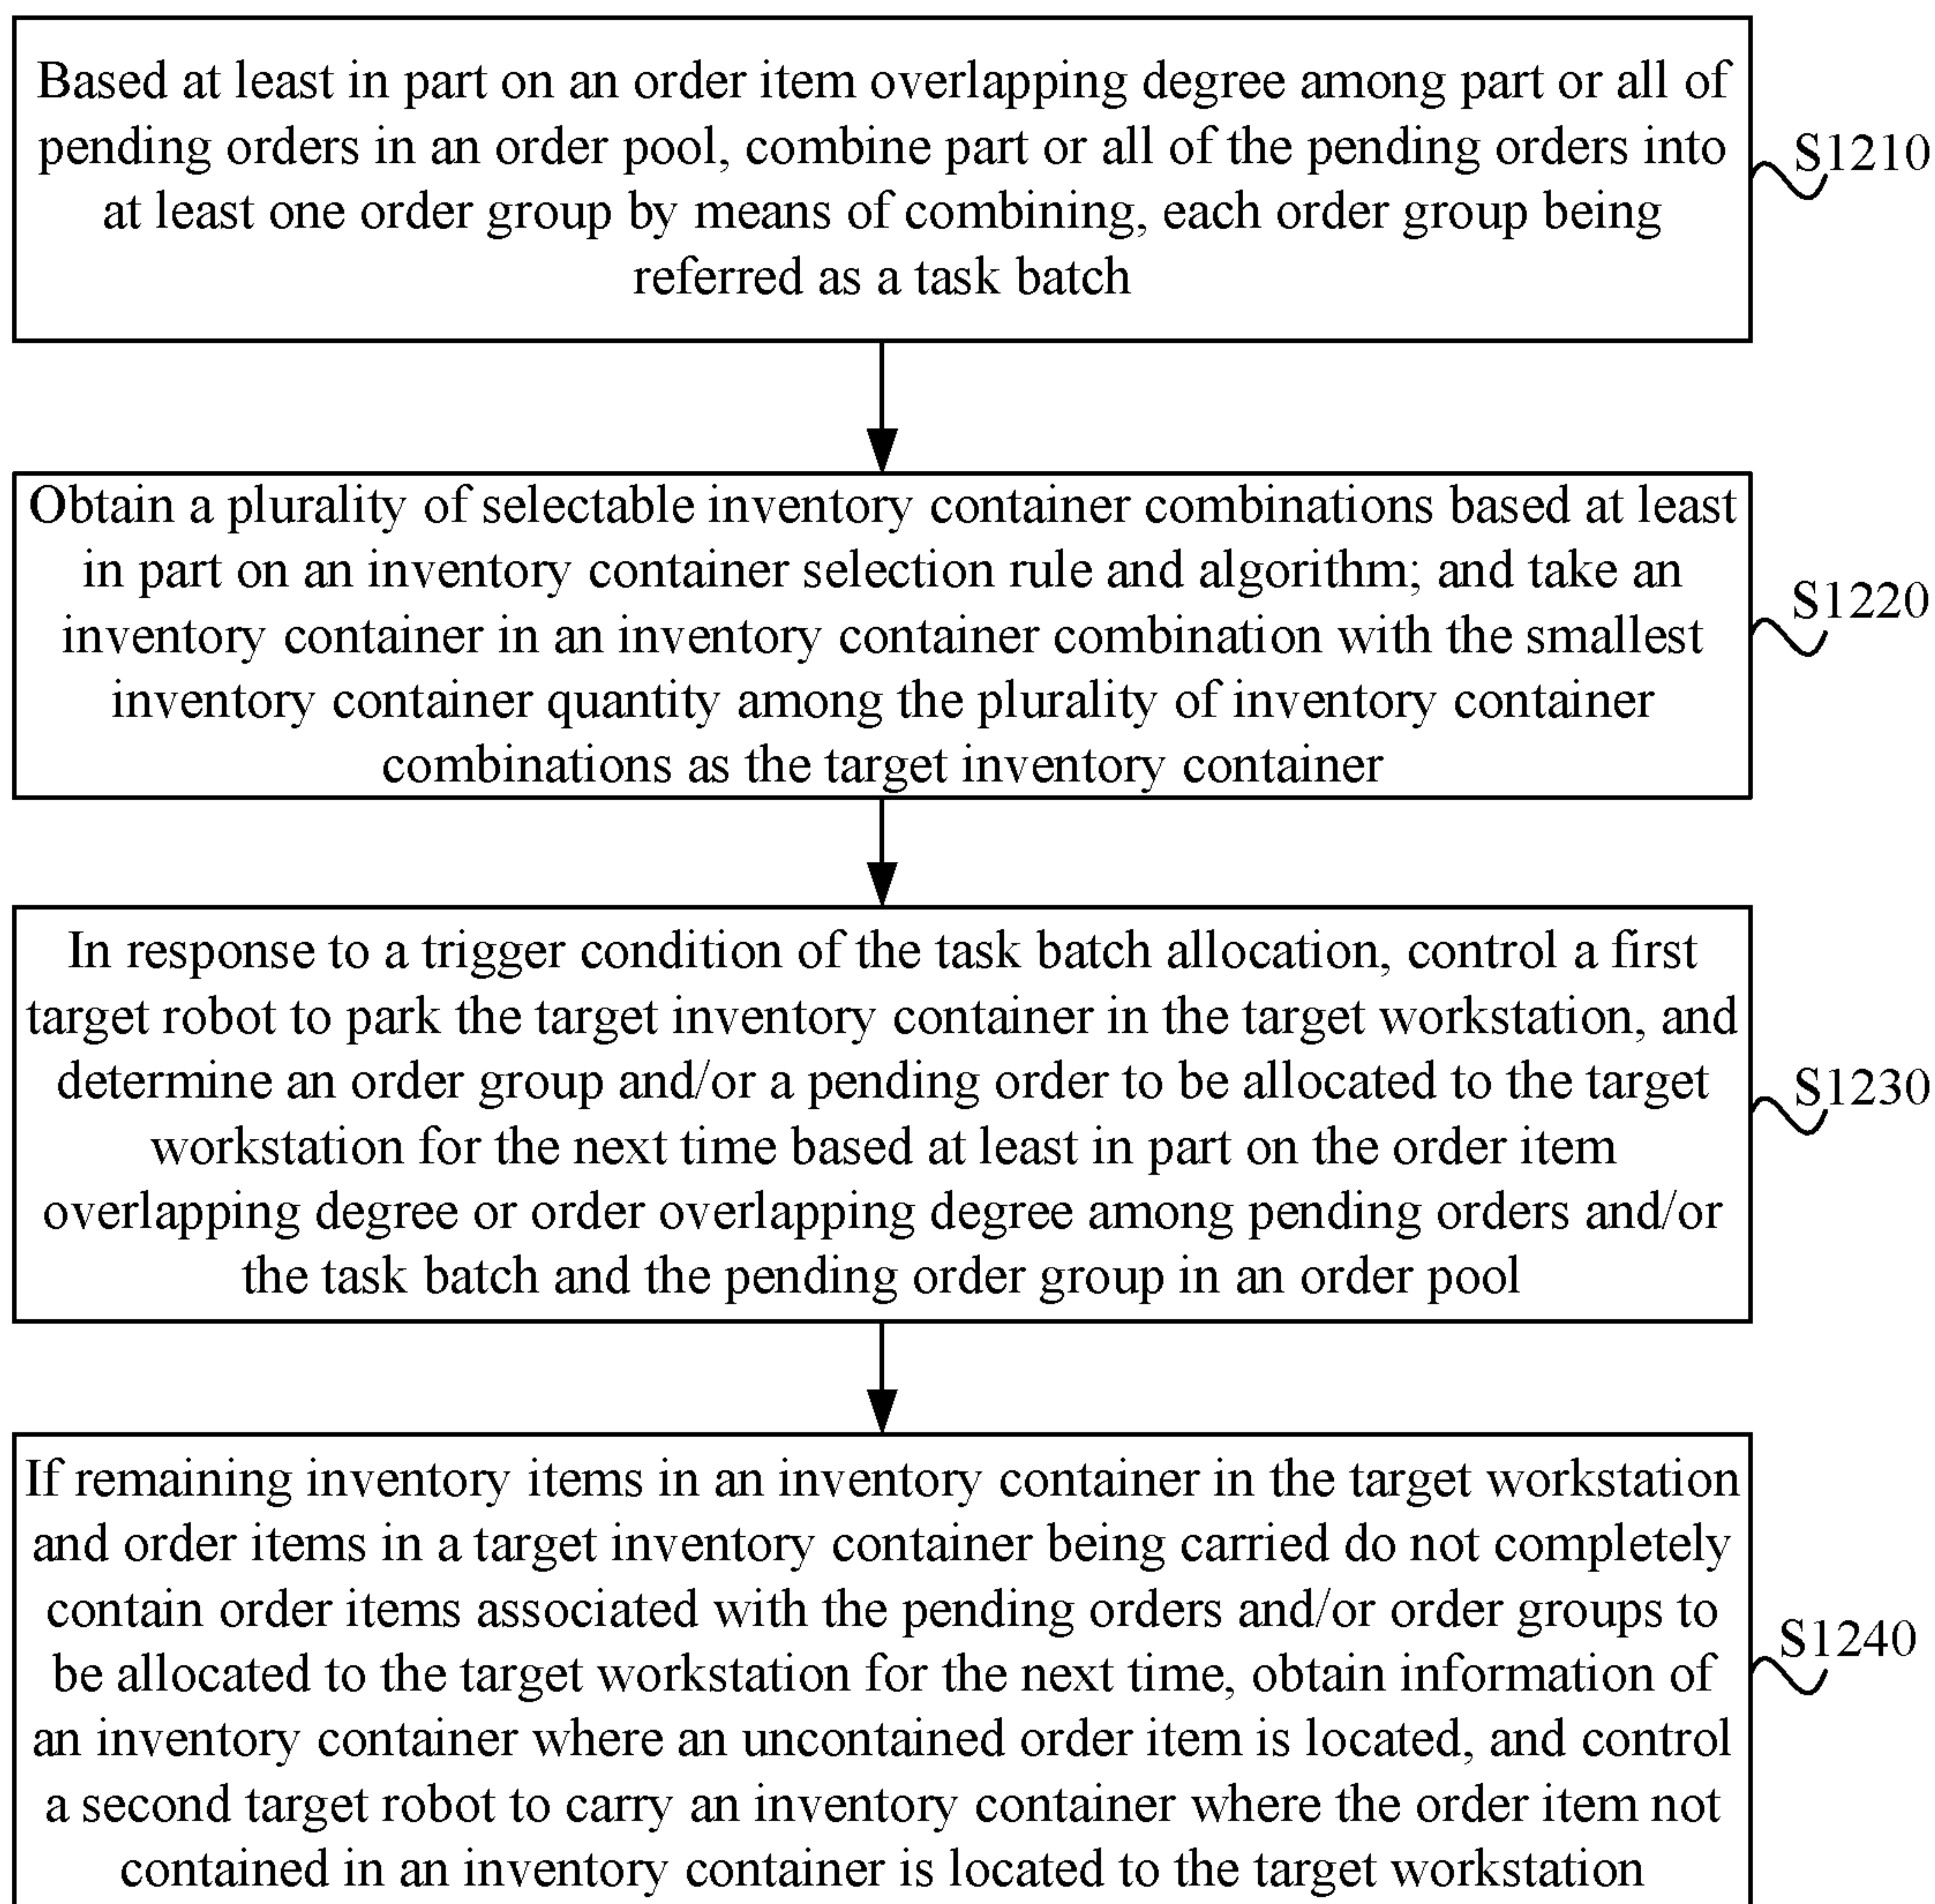 Based at least in part on an order item overlapping degree among part or all of
pending orders in an order pool, combine part or all of the pending orders into
at least one order group by means of combining, each order group being
referred as a task batch
S1210
Obtain a plurality of selectable inventory container combinations based at least
in part on an inventory container selection rule and algorithm; and take an
inventory container in an inventory container combination with the smallest
inventory container quantity among the plurality of inventory container
combinations as the target inventory container
S1220
In response to a trigger condition of the task batch allocation, control a first
target robot to park the target inventory container in the target workstation, and
determine an order group and/or a pending order to be allocated to the target
workstation for the next time based at least in part on the order item
overlapping degree or order overlapping degree among pending orders and/or
the task batch and the pending order group in an order pool
S1230
If remaining inventory items in an inventory container in the target workstation
and order items in a target inventory container being carried do not completely
contain order items associated with the pending orders and/or order groups to
be allocated to the target workstation for the next time, obtain information of
an inventory container where an uncontained order item is located, and control
a second target robot to carry an inventory container where the order item not
contained in an inventory container is located to the target workstation
S1240